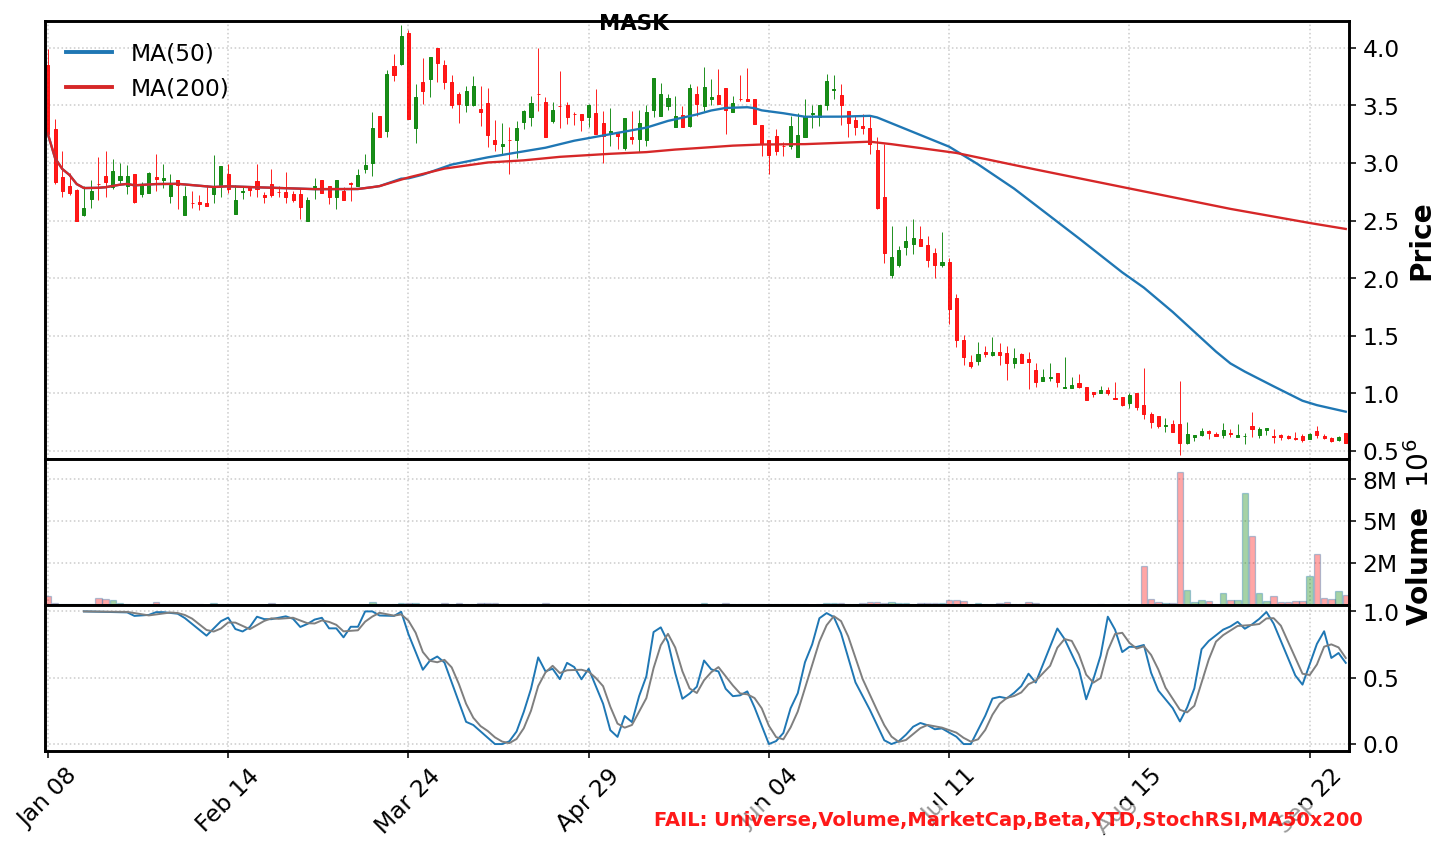 MASK
MA(50)
MA(200)
4.0
3.5
3.0
2.5
2.0
1.5
1.0
0.5
Price
8M
5M
2M
Volume 10⁶
1.0
0.5
0.0
Jan 08
Feb 14
Mar 24
Apr 29
Jun 04
Jul 11
Aug 15
Sep 22
FAIL: Universe,Volume,MarketCap,Beta,YTD,StochRSI,MA50x200